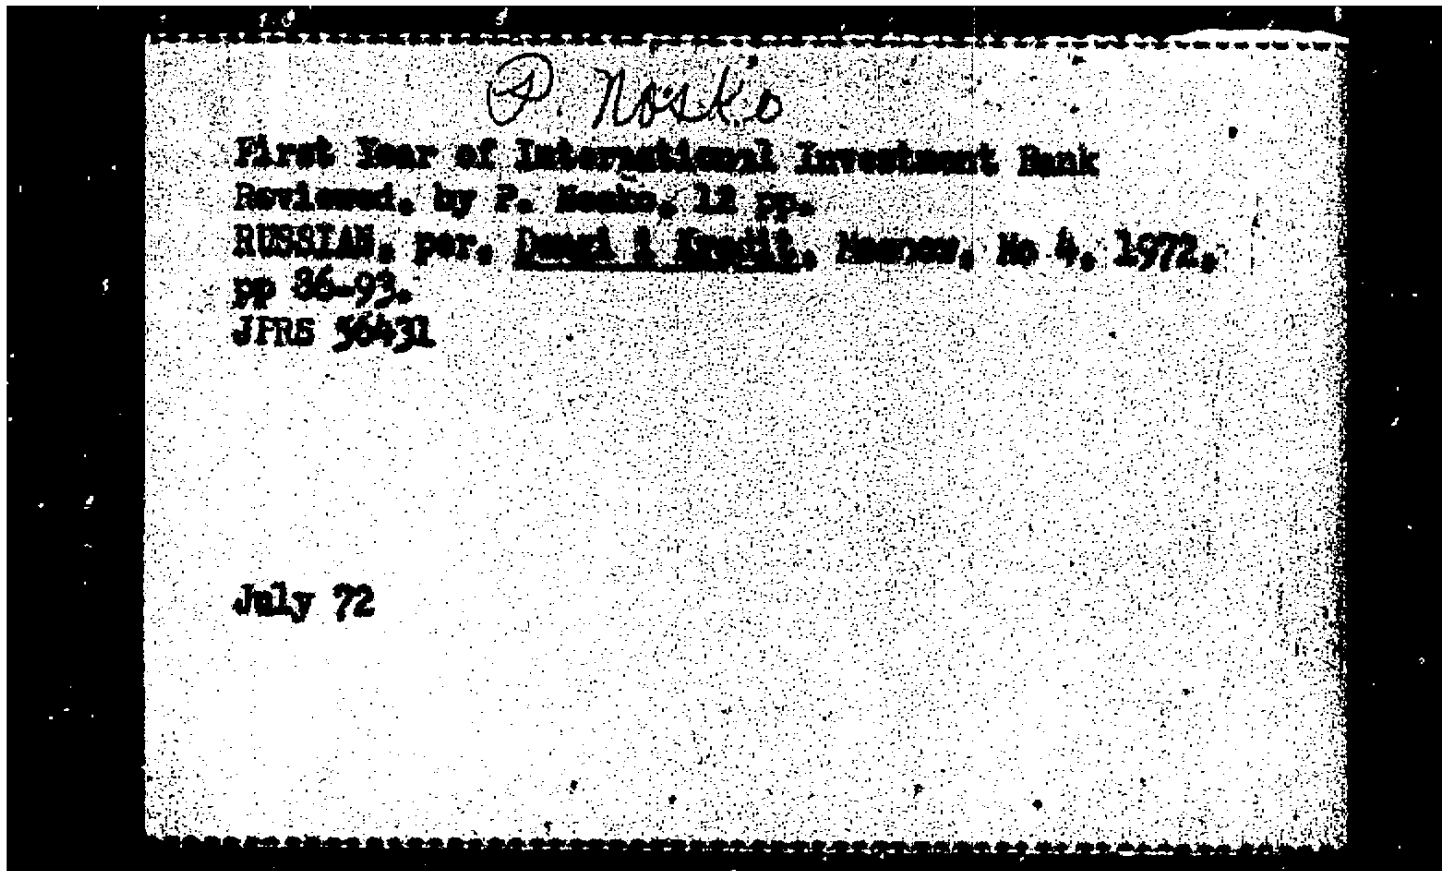 P. Nosko
First Year of International Investment Bank
Reviewed, by P. Nosko, 12 pp.
RUSSIAN, per, Dengi i Kredit, Moscow, No 4, 1972,
pp 86-93.
JPRS 56431
July 72